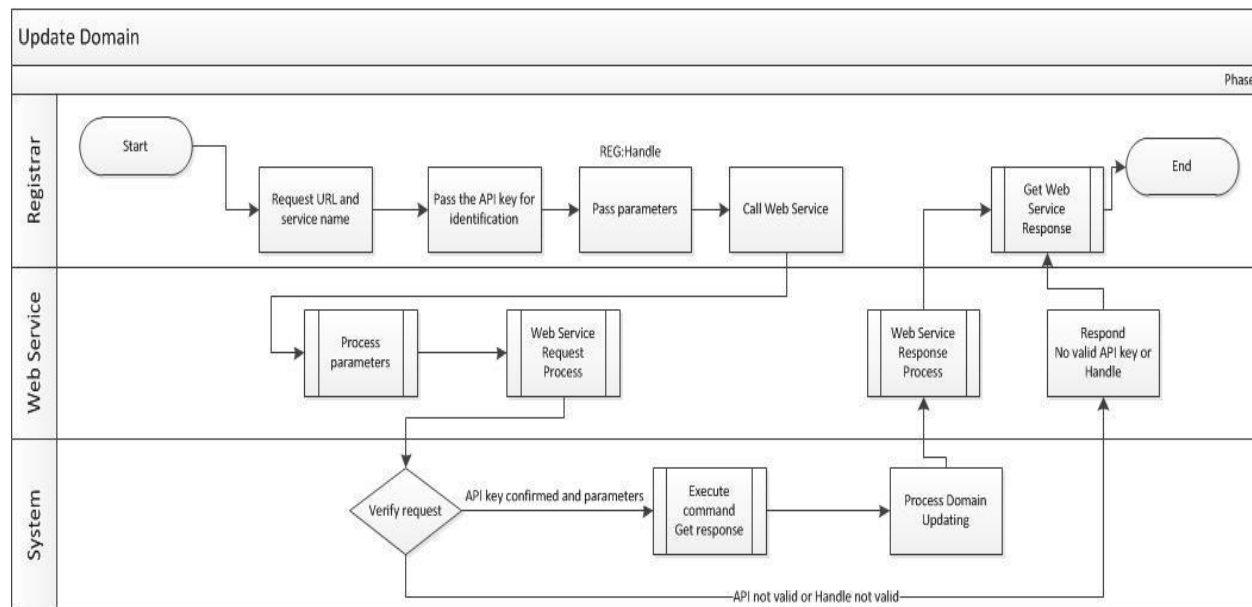 Update Domain
Phase
Registrar
Start
REG:Handle
End
Request URL and
service name
Pass the API key for
identification
Pass parameters
Call Web Service
Get Web
Service
Response
Web Service
Process
parameters
Web Service
Request
Process
Web Service
Response
Process
Respond
No valid API key or
Handle
System
Verify request
API key confirmed and parameters
Execute
command
Get response
Process Domain
Updating
API not valid or Handle not valid